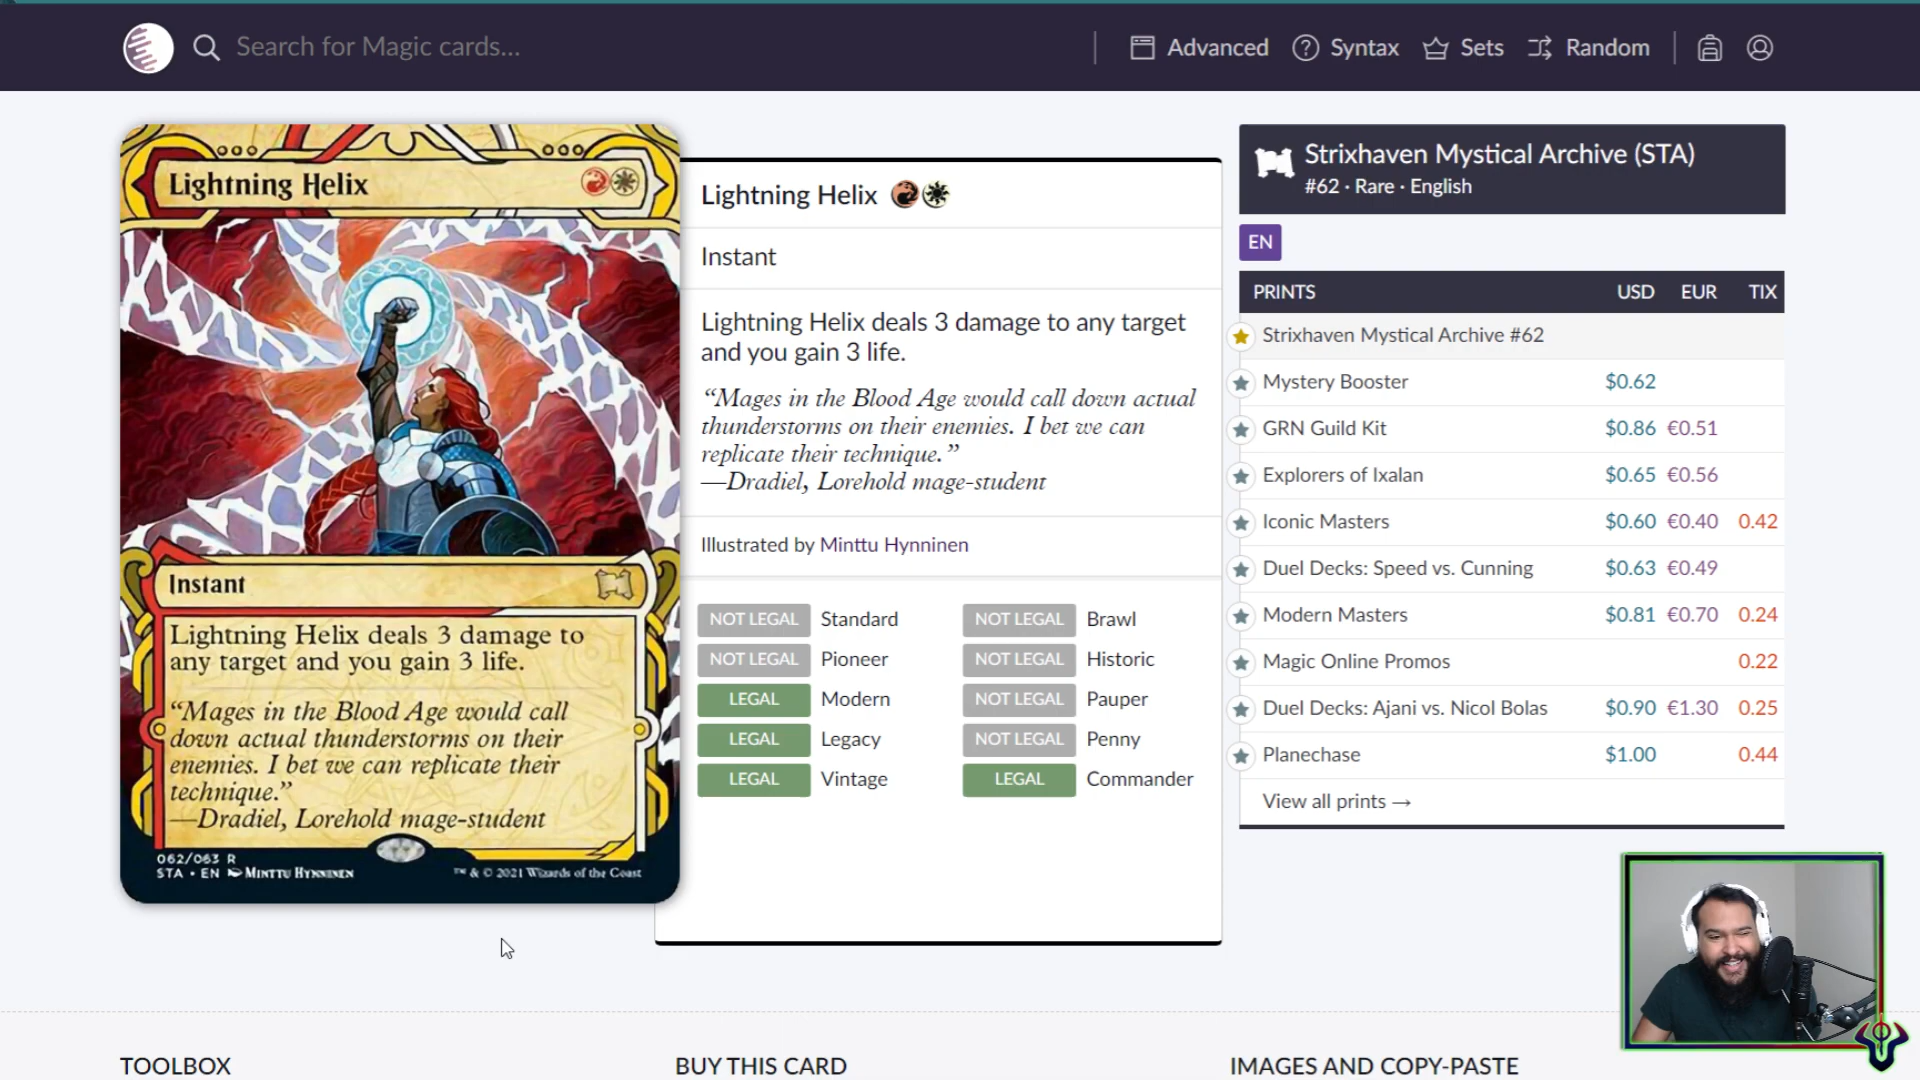 Search for Magic cards...
Advanced
Syntax
Sets
Random
Lightning Helix
Instant
Lightning Helix deals 3 damage to
any target and you gain 3 life.
“Mages in the Blood Age would call
down actual thunderstorms on their
enemies. I bet we can replicate their
technique.”
—Dradiel, Lorehold mage-student
062/063 R
STA • EN Minttu Hynninen
™ & © 2021 Wizards of the Coast
Lightning Helix
Instant
Lightning Helix deals 3 damage to any target
and you gain 3 life.
“Mages in the Blood Age would call down actual
thunderstorms on their enemies. I bet we can
replicate their technique.”
—Dradiel, Lorehold mage-student
Illustrated by Minttu Hynninen
NOT LEGAL Standard NOT LEGAL Brawl
NOT LEGAL Pioneer NOT LEGAL Historic
LEGAL Modern NOT LEGAL Pauper
LEGAL Legacy NOT LEGAL Penny
LEGAL Vintage LEGAL Commander
Strixhaven Mystical Archive (STA)
#62 · Rare · English
EN
PRINTS USD EUR TIX
Strixhaven Mystical Archive #62
Mystery Booster $0.62
GRN Guild Kit $0.86 €0.51
Explorers of Ixalan $0.65 €0.56
Iconic Masters $0.60 €0.40 0.42
Duel Decks: Speed vs. Cunning $0.63 €0.49
Modern Masters $0.81 €0.70 0.24
Magic Online Promos 0.22
Duel Decks: Ajani vs. Nicol Bolas $0.90 €1.30 0.25
Planechase $1.00 0.44
View all prints →
TOOLBOX
BUY THIS CARD
IMAGES AND COPY-PASTE